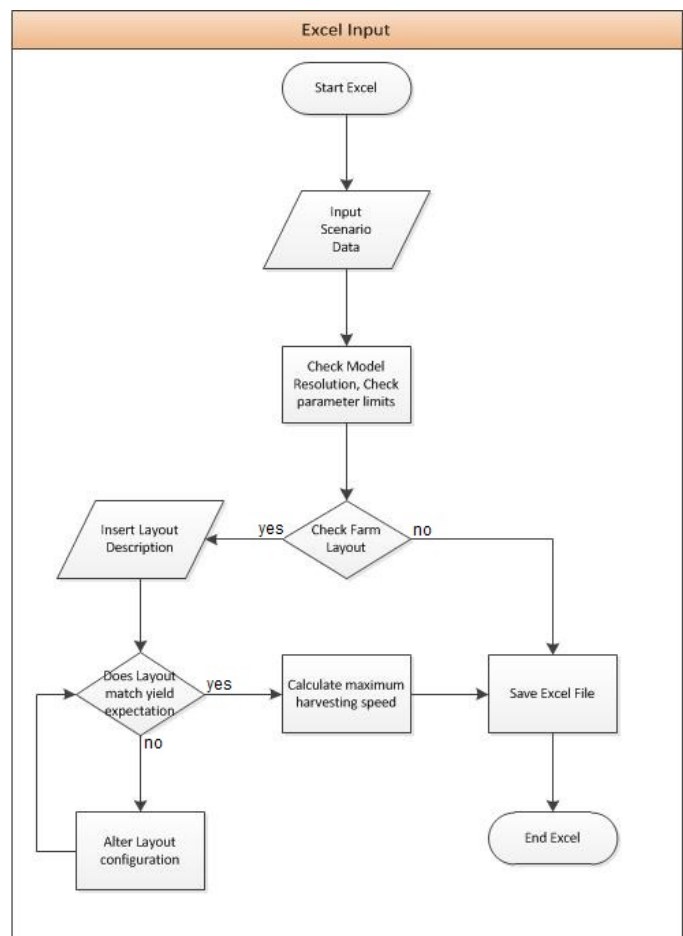 Excel Input
Start Excel
Input
Scenario
Data
Check Model
Resolution, Check
parameter limits
Check Farm
Layout
yes
no
Insert Layout
Description
Does Layout
match yield
expectation
yes
no
Calculate maximum
harvesting speed
Save Excel File
Alter Layout
configuration
End Excel